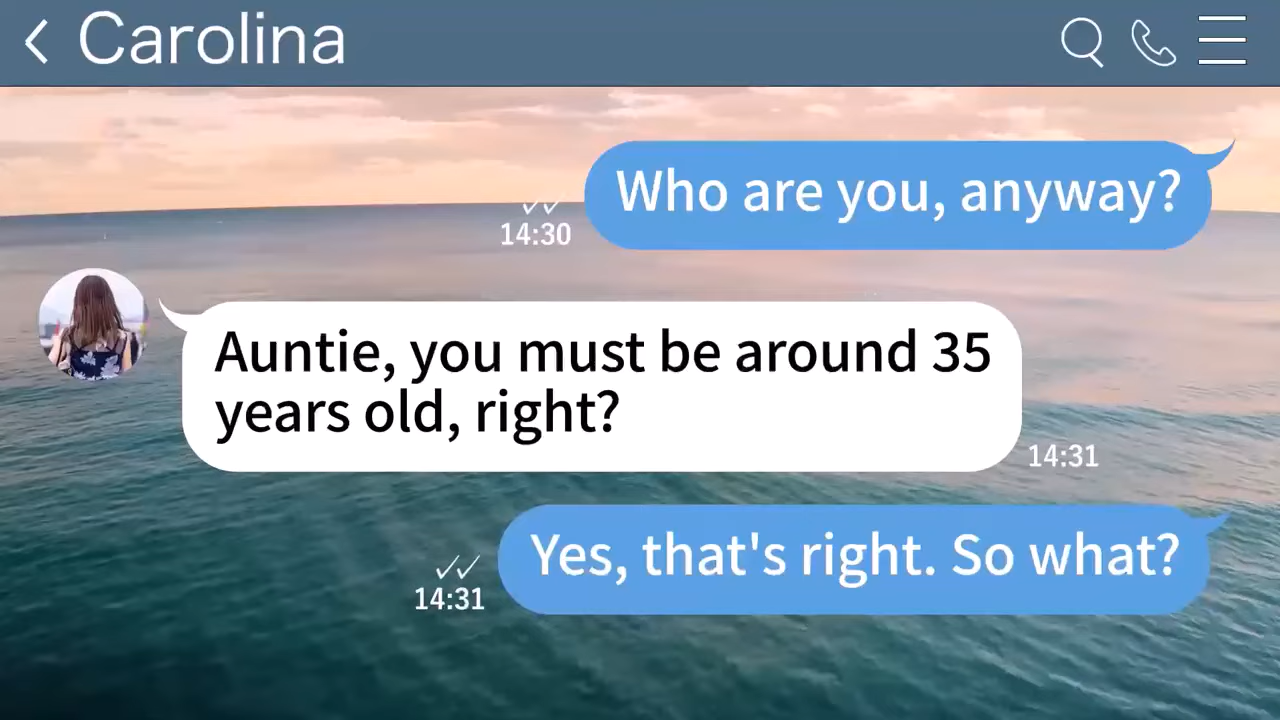 Carolina
Who are you, anyway?
14:30
Auntie, you must be around 35
years old, right?
14:31
Yes, that's right. So what?
14:31